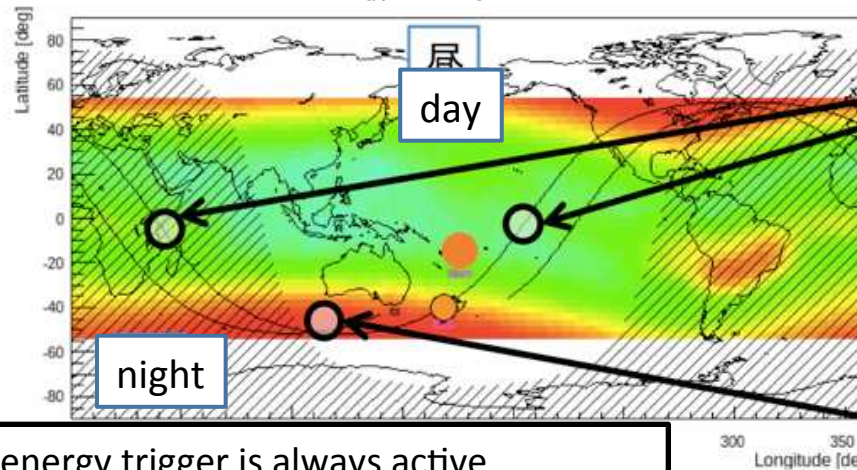 Latitude [deg]
80
60
40
20
0
-20
-40
-60
-80
昼
day
night
300
350
Longitude [de
energy trigger is always active